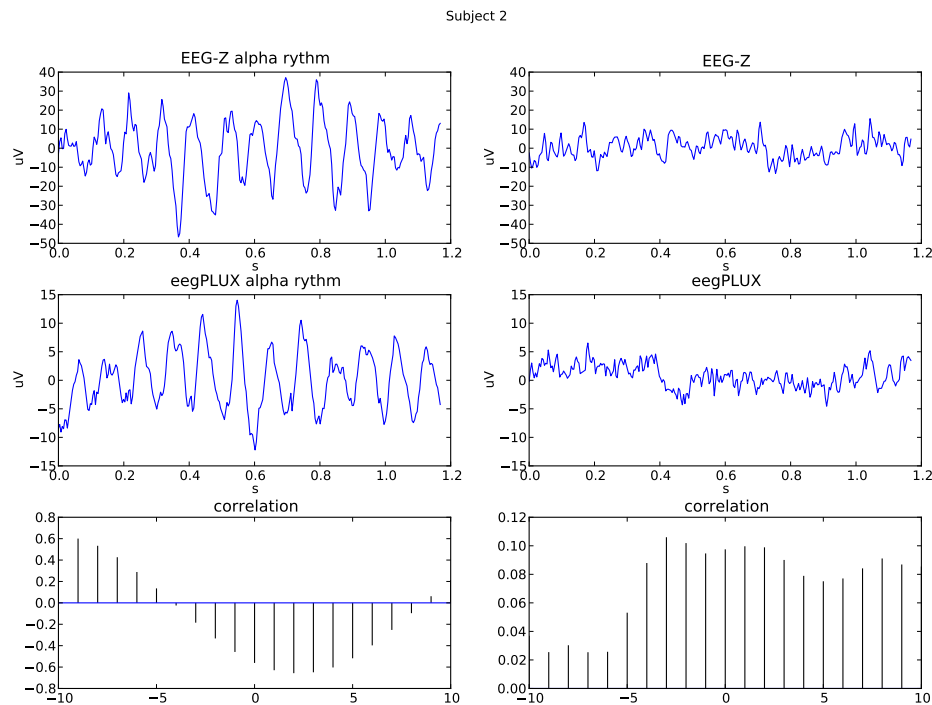 Subject 2
EEG-Z alpha rythm
40
30
20
10
0
−10
−20
−30
−40
−50
uV
0.0 0.2 0.4 0.6 0.8 1.0 1.2
s
EEG-Z
40
30
20
10
0
−10
−20
−30
−40
−50
uV
0.0 0.2 0.4 0.6 0.8 1.0 1.2
s
eegPLUX alpha rythm
15
10
5
0
−5
−10
−15
uV
0.0 0.2 0.4 0.6 0.8 1.0 1.2
s
eegPLUX
15
10
5
0
−5
−10
−15
uV
0.0 0.2 0.4 0.6 0.8 1.0 1.2
s
correlation
0.8
0.6
0.4
0.2
0.0
−0.2
−0.4
−0.6
−0.8
−10 −5 0 5 10
correlation
0.12
0.10
0.08
0.06
0.04
0.02
0.00
−10 −5 0 5 10